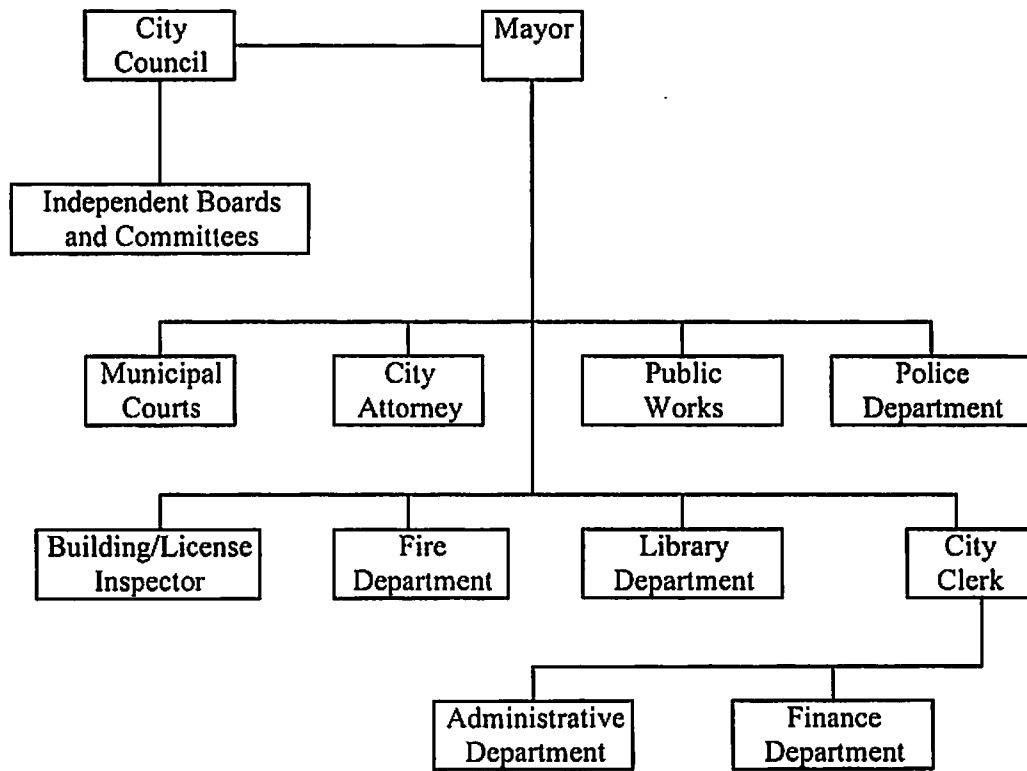 City
Council
Mayor
Independent Boards
and Committees
Municipal
Courts
City
Attorney
Public
Works
Police
Department
Building/License
Inspector
Fire
Department
Library
Department
City
Clerk
Administrative
Department
Finance
Department